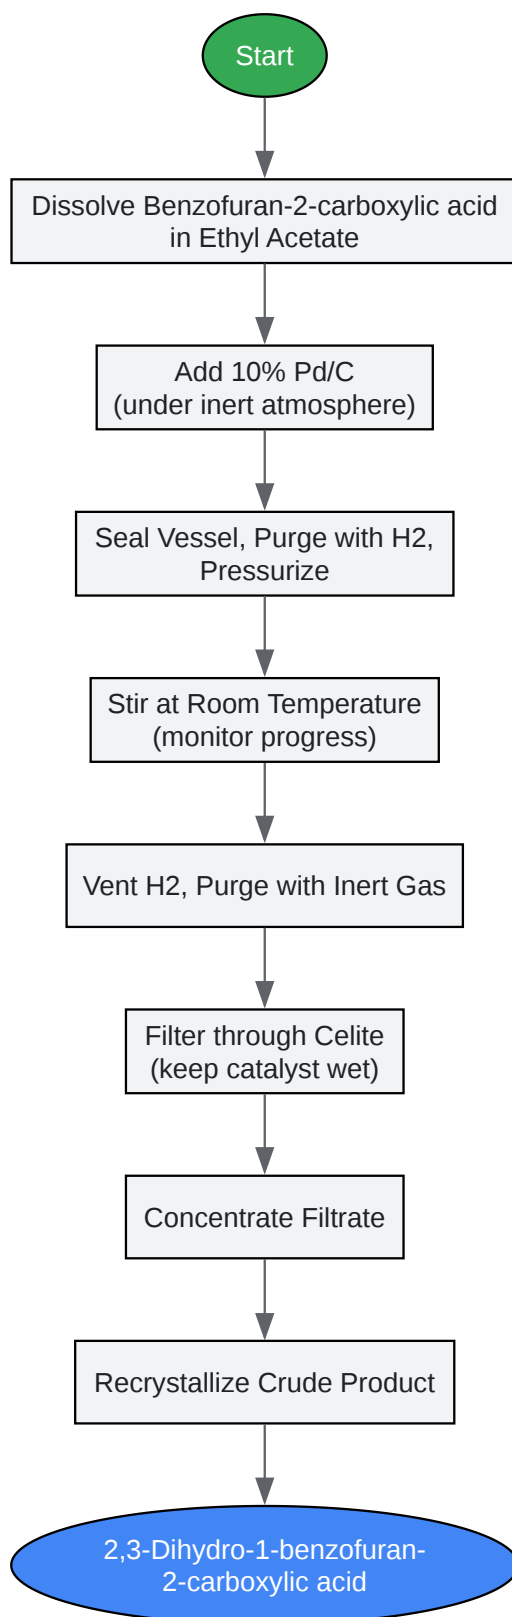 Start
Dissolve Benzofuran-2-carboxylic acid
in Ethyl Acetate
Add 10% Pd/C
(under inert atmosphere)
Seal Vessel, Purge with H2,
Pressurize
Stir at Room Temperature
(monitor progress)
Vent H2, Purge with Inert Gas
Filter through Celite
(keep catalyst wet)
Concentrate Filtrate
Recrystallize Crude Product
2,3-Dihydro-1-benzofuran-
2-carboxylic acid